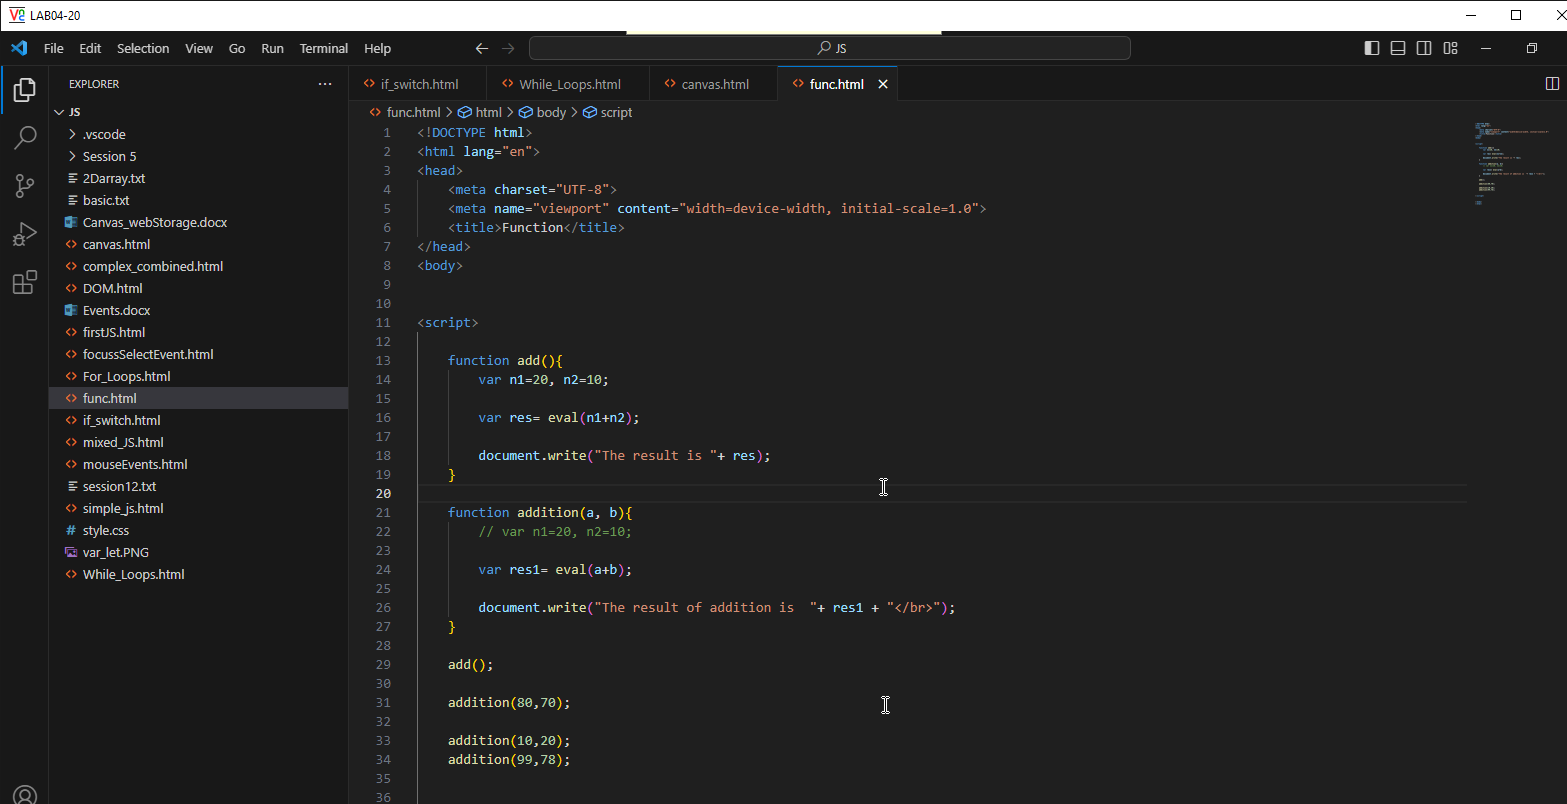 LAB04-20
File Edit Selection View Go Run Terminal Help
JS
EXPLORER
JS
.vscode
Session 5
2Darray.txt
basic.txt
Canvas_webStorage.docx
canvas.html
complex_combined.html
DOM.html
Events.docx
firstJS.html
focussSelectEvent.html
For_Loops.html
func.html
if_switch.html
mixed_JS.html
mouseEvents.html
session12.txt
simple_js.html
style.css
var_let.PNG
While_Loops.html
if_switch.html While_Loops.html canvas.html func.html
func.html > html > body > script
1 <!DOCTYPE html>
2 <html lang="en">
3 <head>
4 <meta charset="UTF-8">
5 <meta name="viewport" content="width=device-width, initial-scale=1.0">
6 <title>Function</title>
7 </head>
8 <body>
9
10
11 <script>
12
13 function add(){
14 var n1=20, n2=10;
15
16 var res= eval(n1+n2);
17
18 document.write("The result is "+ res);
19 }
20
21 function addition(a, b){
22 // var n1=20, n2=10;
23
24 var res1= eval(a+b);
25
26 document.write("The result of addition is  "+ res1 + "</br>");
27 }
28
29 add();
30
31 addition(80,70);
32
33 addition(10,20);
34 addition(99,78);
35
36